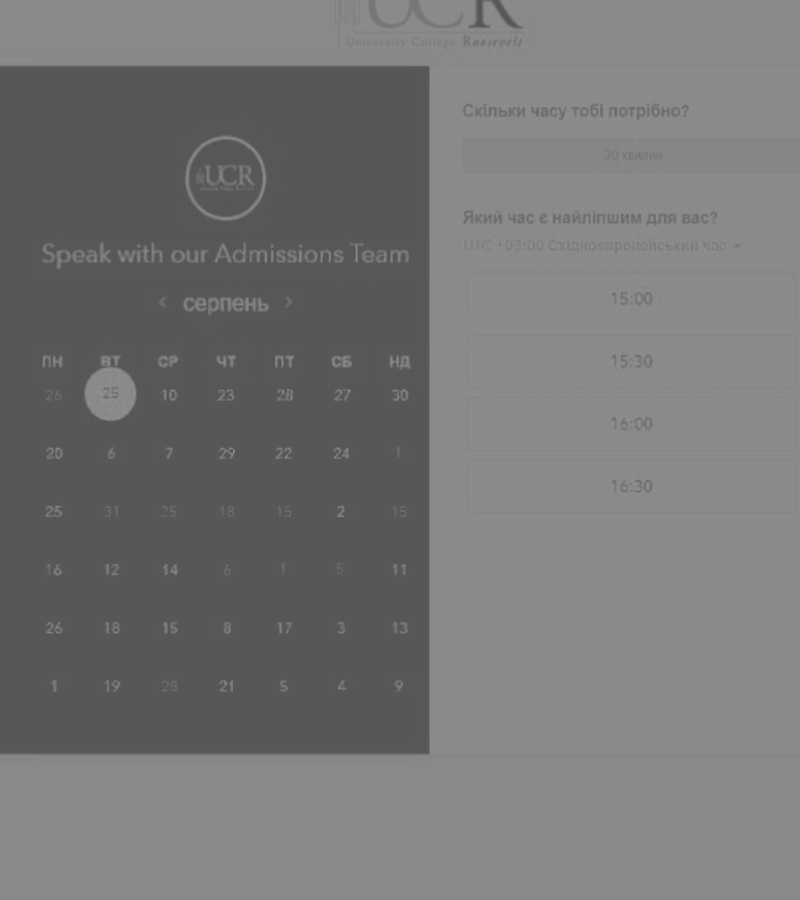 UCR
University College Roosevelt
UCR
Speak with our Admissions Team
серпень
ПН ВТ СР ЧТ ПТ СБ НД
26 25 10 23 28 27 30
20 6 7 29 22 24 1
25 31 25 18 15 2 15
16 12 14 6 1 5 11
26 18 15 8 17 3 13
1 19 28 21 5 4 9
Скільки часу тобі потрібно?
30 хвилин
Який час є найліпшим для вас?
UTC +03:00 Східноєвропейський час
15:00
15:30
16:00
16:30